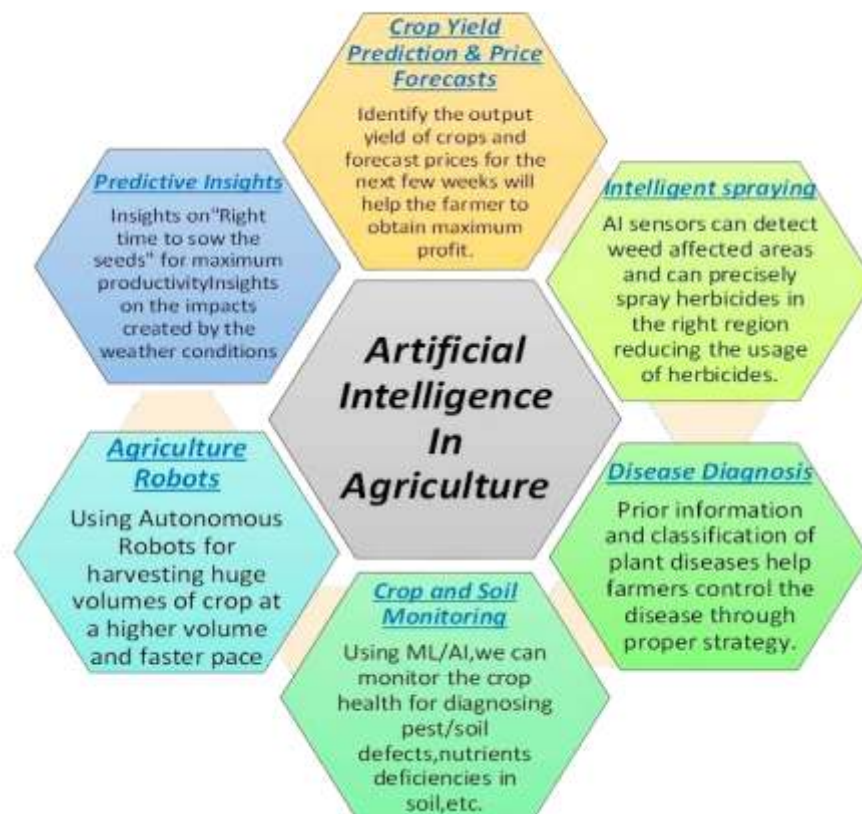 Crop Yield
Prediction & Price
Forecasts
Identify the output
yield of crops and
forecast prices for the
next few weeks will
help the farmer to
obtain maximum
profit.
Predictive Insights
Insights on"Right
time to sow the
seeds" for maximum
productivityInsights
on the impacts
created by the
weather conditions
Intelligent spraying
AI sensors can detect
weed affected areas
and can precisely
spray herbicides in
the right region
reducing the usage
of herbicides.
Artificial
Intelligence
In
Agriculture
Agriculture
Robots
Using Autonomous
Robots for
harvesting huge
volumes of crop at
a higher volume
and faster pace
Disease Diagnosis
Prior information
and classification of
plant diseases help
farmers control the
disease through
proper strategy.
Crop and Soil
Monitoring
Using ML/AI,we can
monitor the crop
health for diagnosing
pest/soil
defects,nutrients
deficiencies in
soil,etc.